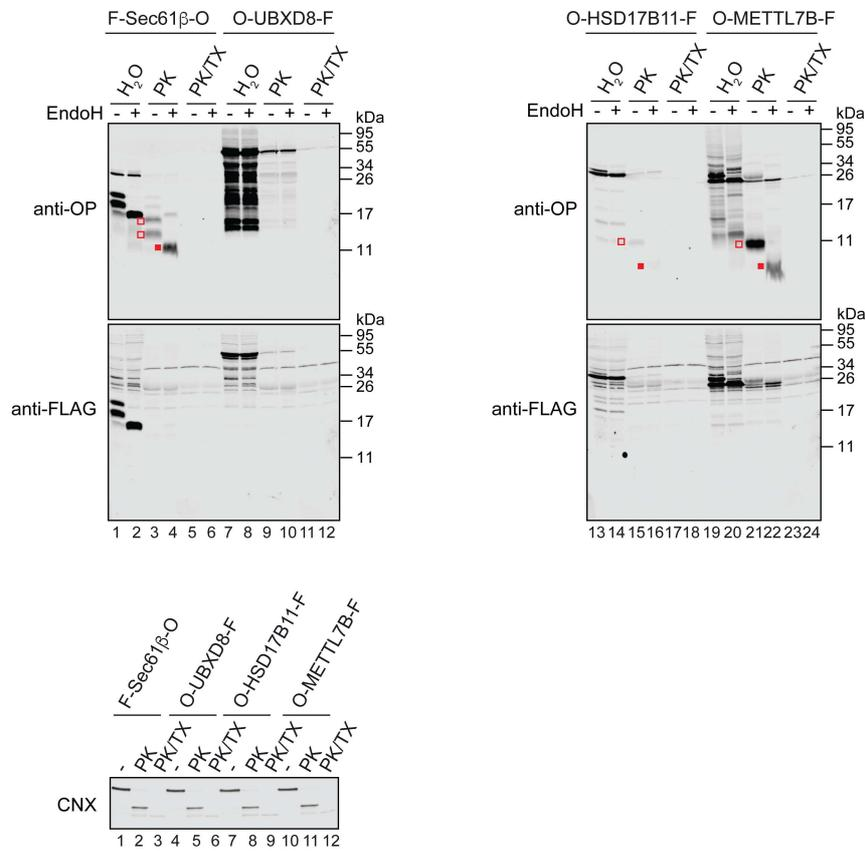 F-Sec61β-O O-UBXD8-F
H2O PK PK/TX H2O PK PK/TX
EndoH - + - + - + - + - + - + kDa
95
55
34
26
anti-OP
17
11
kDa
95
55
34
26
anti-FLAG
17
11
1 2 3 4 5 6 7 8 9 10 11 12
O-HSD17B11-F O-METTL7B-F
H2O PK PK/TX H2O PK PK/TX
EndoH - + - + - + - + - + - + kDa
95
55
34
26
anti-OP
17
11
kDa
95
55
34
26
anti-FLAG
17
11
13 14 15 16 17 18 19 20 21 22 23 24
F-Sec61β-O O-UBXD8-F O-HSD17B11-F O-METTL7B-F
- PK PK/TX - PK PK/TX - PK PK/TX - PK PK/TX
CNX
1 2 3 4 5 6 7 8 9 10 11 12